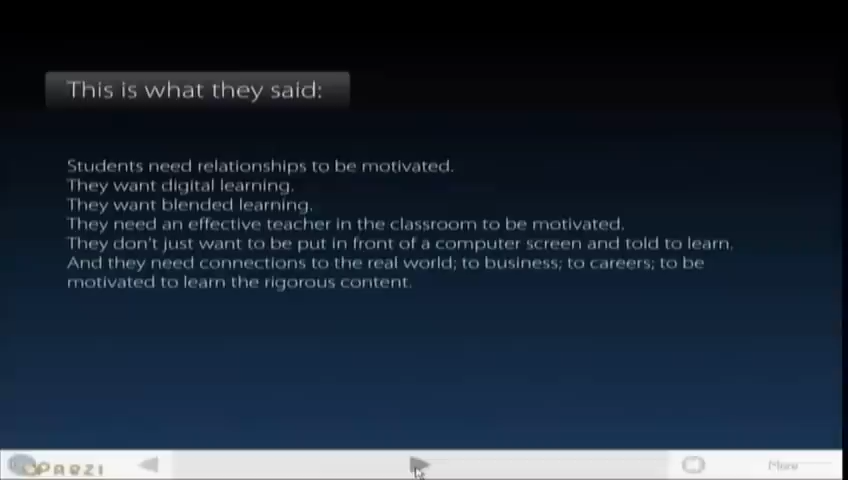 This is what they said:
Students need relationships to be motivated.
They want digital learning.
They want blended learning.
They need an effective teacher in the classroom to be motivated.
They don't just want to be put in front of a computer screen and told to learn.
And they need connections to the real world; to business; to careers; to be
motivated to learn the rigorous content.
PREZI
More